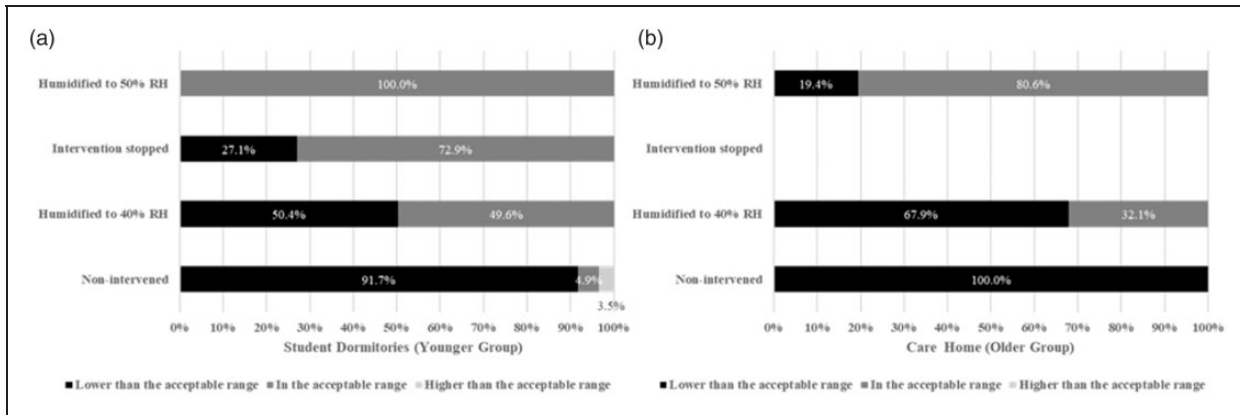 (a)
Humidified to 50% RH
100.0%
Intervention stopped
27.1% 72.9%
Humidified to 40% RH
50.4% 49.6%
Non-intervened
91.7% 4.9%
3.5%
0% 10% 20% 30% 40% 50% 60% 70% 80% 90% 100%
Student Dormitories (Younger Group)
Lower than the acceptable range In the acceptable range Higher than the acceptable range
(b)
Humidified to 50% RH
19.4% 80.6%
Intervention stopped
Humidified to 40% RH
67.9% 32.1%
Non-intervened
100.0%
0% 10% 20% 30% 40% 50% 60% 70% 80% 90% 100%
Care Home (Older Group)
Lower than the acceptable range In the acceptable range Higher than the acceptable range